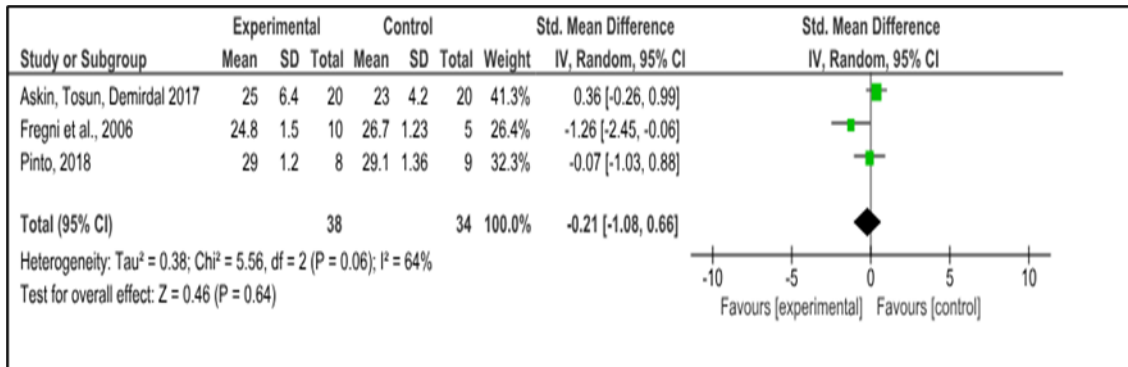 Experimental Control Std. Mean Difference Std. Mean Difference
Study or Subgroup Mean SD Total Mean SD Total Weight IV, Random, 95% CI IV, Random, 95% CI
Askin, Tosun, Demirdal 2017 25 6.4 20 23 4.2 20 41.3% 0.36 [-0.26, 0.99]
Fregni et al., 2006 24.8 1.5 10 26.7 1.23 5 26.4% -1.26 [-2.45, -0.06]
Pinto, 2018 29 1.2 8 29.1 1.36 9 32.3% -0.07 [-1.03, 0.88]
Total (95% CI) 38 34 100.0% -0.21 [-1.08, 0.66]
Heterogeneity: Tau² = 0.38; Chi² = 5.56, df = 2 (P = 0.06); I² = 64%
Test for overall effect: Z = 0.46 (P = 0.64)
-10 -5 0 5 10
Favours [experimental] Favours [control]